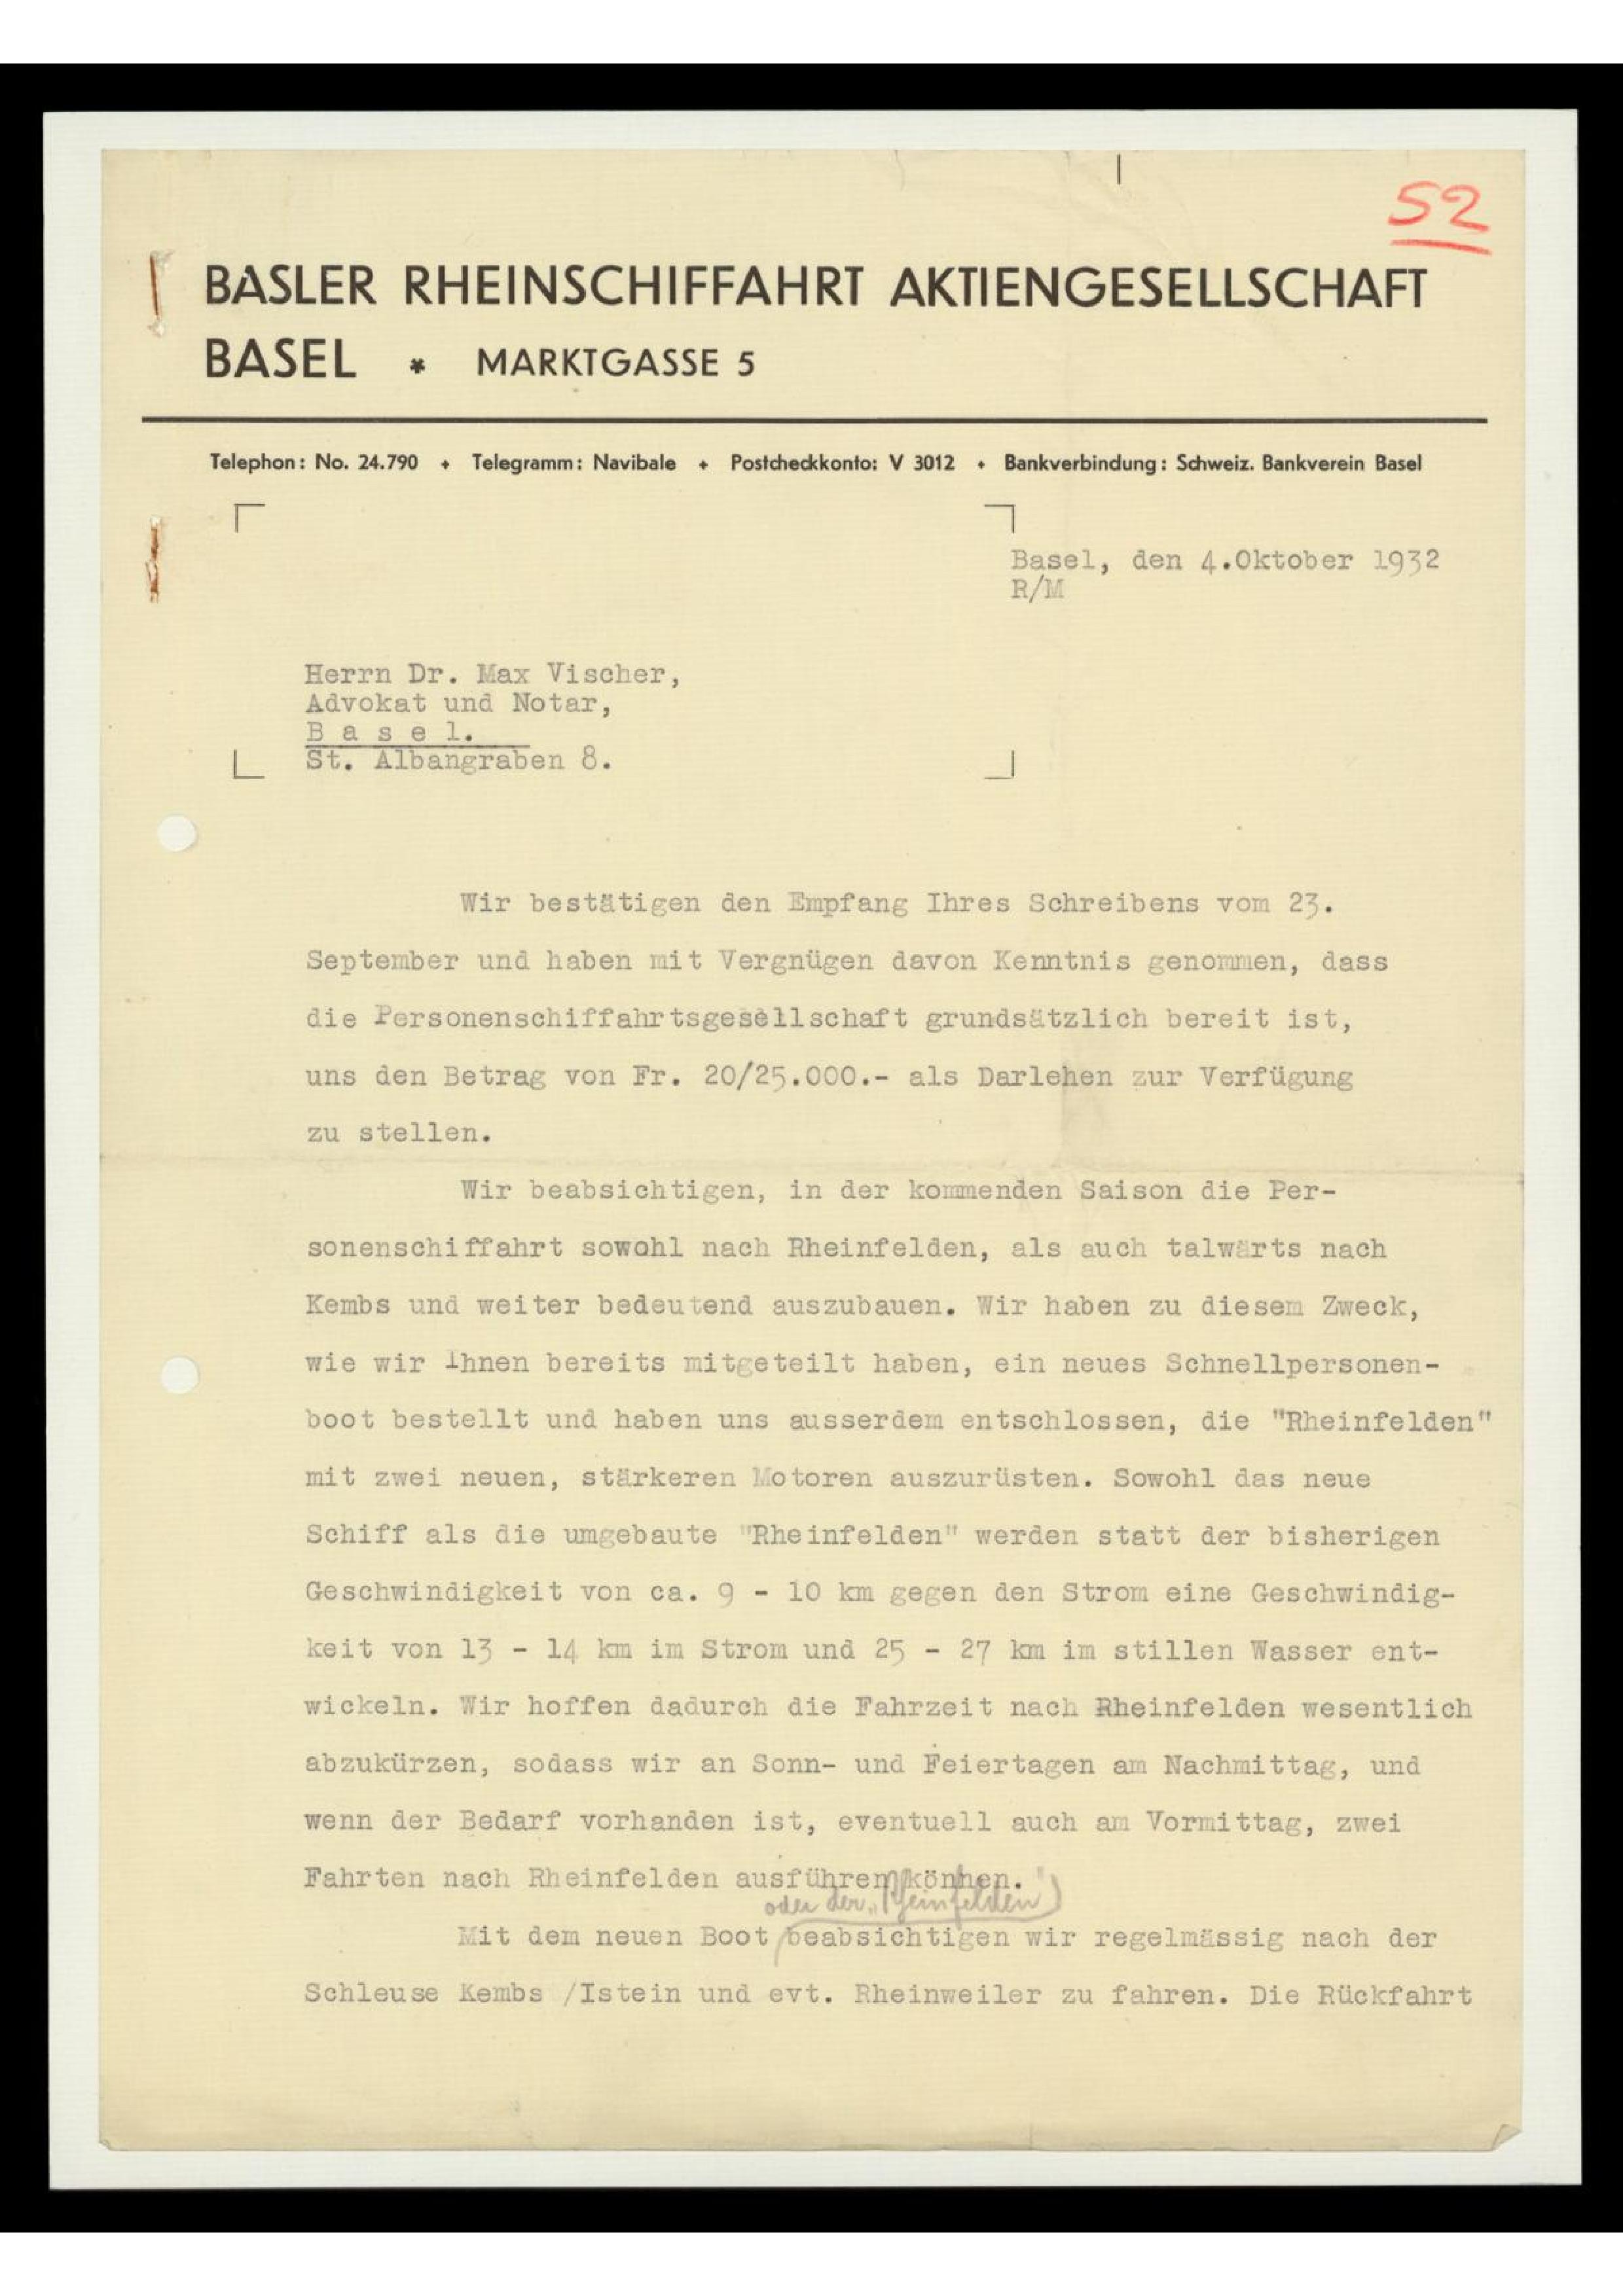 52
BASLER RHEINSCHIFFAHRT AKTIENGESELLSCHAFT
BASEL * MARKTGASSE 5
Telephon: No. 24.790 + Telegramm: Navibale + Postcheckkonto: V 3012 + Bankverbindung: Schweiz. Bankverein Basel
Basel, den 4.Oktober 1932
R/M
Herrn Dr. Max Vischer,
Advokat und Notar,
B a s e l.
St. Albangraben 8.
Wir bestätigen den Empfang Ihres Schreibens vom 23.
September und haben mit Vergnügen davon Kenntnis genommen, dass
die Personenschiffahrtsgesellschaft grundsätzlich bereit ist,
uns den Betrag von Fr. 20/25.000.- als Darlehen zur Verfügung
zu stellen.
Wir beabsichtigen, in der kommenden Saison die Per-
sonenschiffahrt sowohl nach Rheinfelden, als auch talwärts nach
Kembs und weiter bedeutend auszubauen. Wir haben zu diesem Zweck,
wie wir Ihnen bereits mitgeteilt haben, ein neues Schnellpersonen-
boot bestellt und haben uns ausserdem entschlossen, die "Rheinfelden"
mit zwei neuen, stärkeren Motoren auszurüsten. Sowohl das neue
Schiff als die umgebaute "Rheinfelden" werden statt der bisherigen
Geschwindigkeit von ca. 9 - 10 km gegen den Strom eine Geschwindig-
keit von 13 - 14 km im Strom und 25 - 27 km im stillen Wasser ent-
wickeln. Wir hoffen dadurch die Fahrzeit nach Rheinfelden wesentlich
abzukürzen, sodass wir an Sonn- und Feiertagen am Nachmittag, und
wenn der Bedarf vorhanden ist, eventuell auch am Vormittag, zwei
Fahrten nach Rheinfelden ausführen können.
oder der „Rheinfelden"
Mit dem neuen Boot beabsichtigen wir regelmässig nach der
Schleuse Kembs /Istein und evt. Rheinweiler zu fahren. Die Rückfahrt